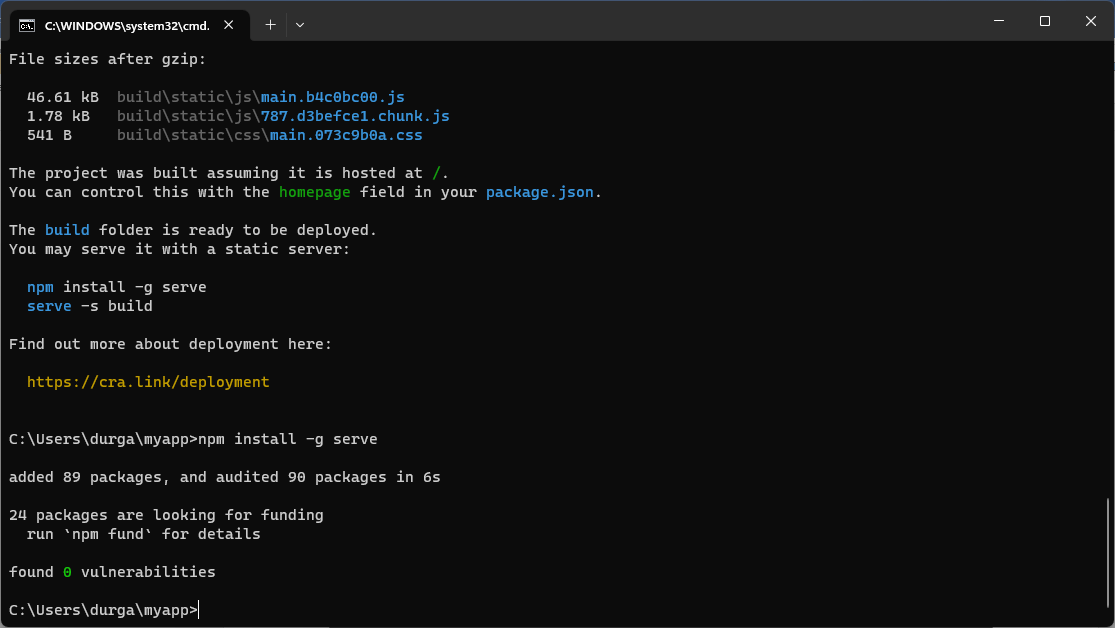 C:\WINDOWS\system32\cmd.
File sizes after gzip:
46.61 kB  build\static\js\main.b4c0bc00.js
1.78 kB   build\static\js\787.d3befce1.chunk.js
541 B     build\static\css\main.073c9b0a.css
The project was built assuming it is hosted at /.
You can control this with the homepage field in your package.json.
The build folder is ready to be deployed.
You may serve it with a static server:
npm install -g serve
serve -s build
Find out more about deployment here:
https://cra.link/deployment
C:\Users\durga\myapp>npm install -g serve
added 89 packages, and audited 90 packages in 6s
24 packages are looking for funding
run `npm fund` for details
found 0 vulnerabilities
C:\Users\durga\myapp>